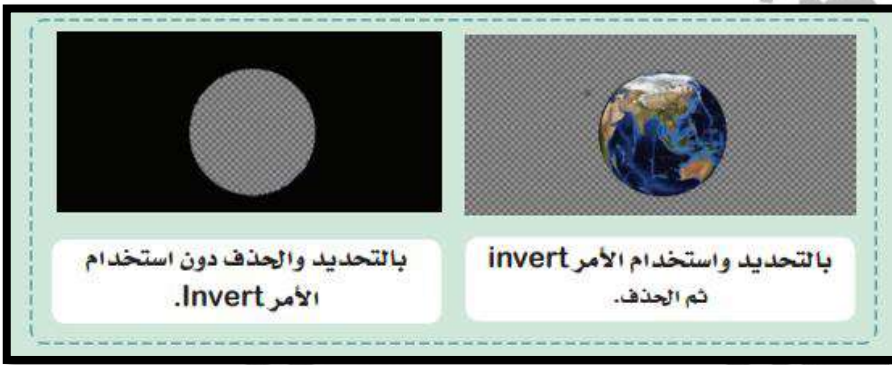 بالتحديد واستخدام الأمر invert
ثم الحذف.
بالتحديد والحذف دون استخدام
الأمر Invert.